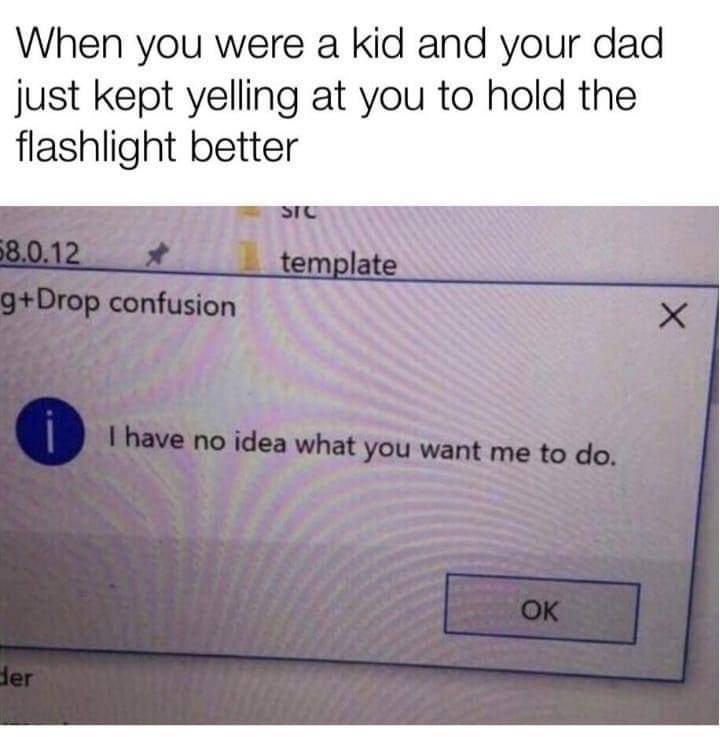 When you were a kid and your dad
just kept yelling at you to hold the
flashlight better
src
58.0.12
template
g+Drop confusion
i
I have no idea what you want me to do.
OK
der